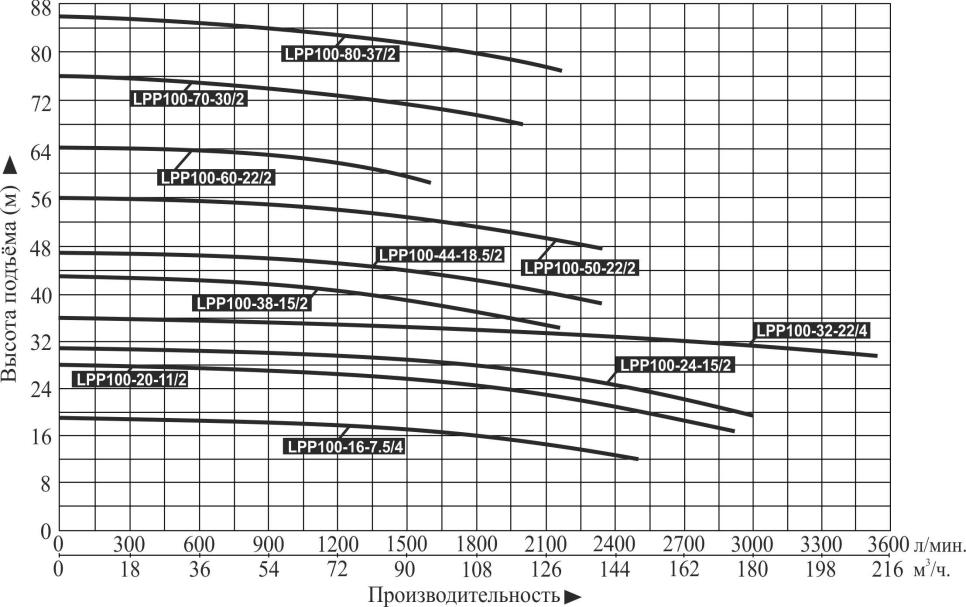 88
80
72
64
56
48
40
32
24
16
8
0
Высота подъёма (м)
LPP100-80-37/2
LPP100-70-30/2
LPP100-60-22/2
LPP100-44-18.5/2
LPP100-50-22/2
LPP100-38-15/2
LPP100-32-22/4
LPP100-24-15/2
LPP100-20-11/2
LPP100-16-7.5/4
0 300 600 900 1200 1500 1800 2100 2400 2700 3000 3300 3600 л/мин.
0 18 36 54 72 90 108 126 144 162 180 198 216 м³/ч.
Производительность